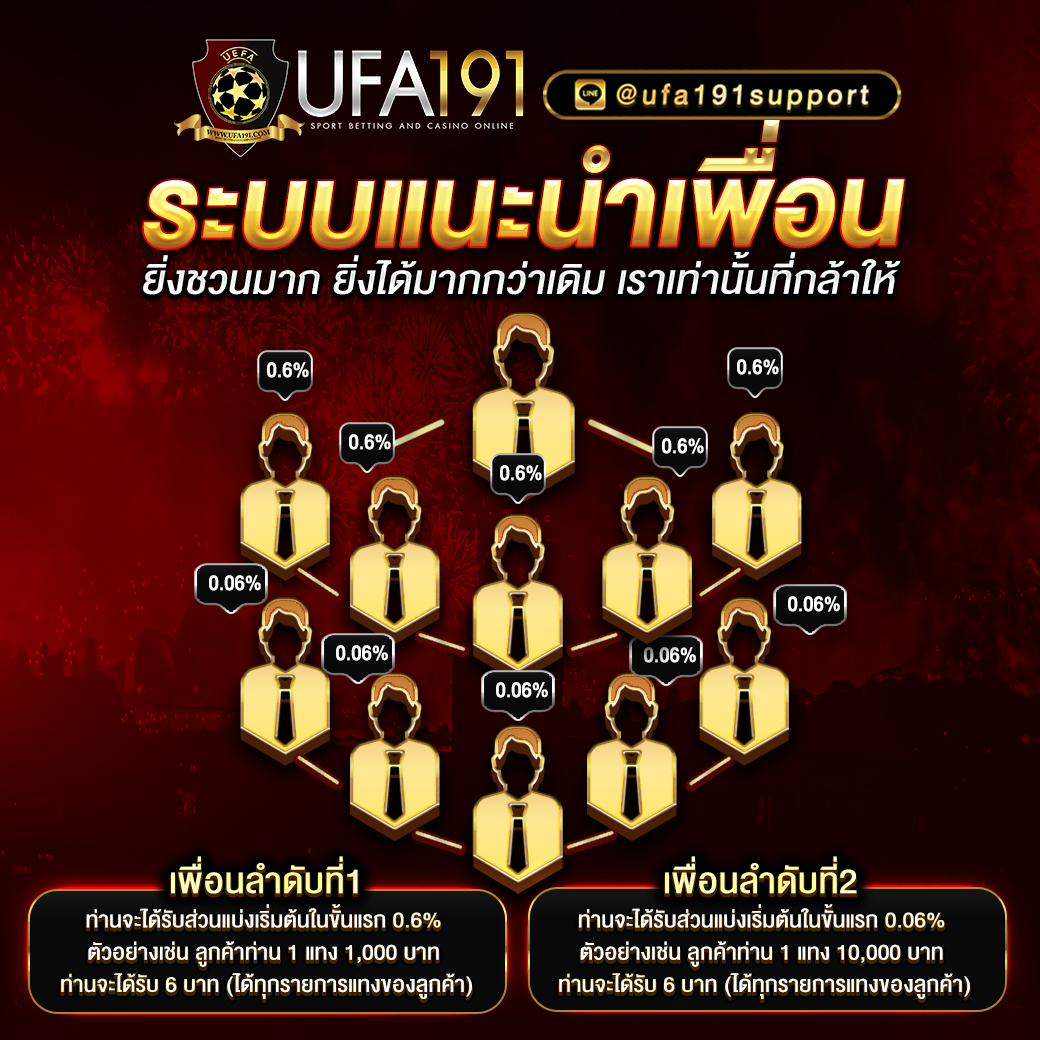 UEFA
WWW.UFA191.COM
UFA191
SPORT BETTING AND CASINO ONLINE
LINE @ufa191support
ระบบแนะนำเพื่อน
ยิ่งชวนมาก ยิ่งได้มากกว่าเดิม เราเท่านั้นที่กล้าให้
0.6%
0.6%
0.6%
0.6%
0.6%
0.06%
0.06%
0.06%
0.06%
0.06%
เพื่อนลำดับที่1
ท่านจะได้รับส่วนแบ่งเริ่มต้นในขั้นแรก 0.6%
ตัวอย่างเช่น ลูกค้าท่าน 1 แทง 1,000 บาท
ท่านจะได้รับ 6 บาท (ได้ทุกรายการแทงของลูกค้า)
เพื่อนลำดับที่2
ท่านจะได้รับส่วนแบ่งเริ่มต้นในขั้นแรก 0.06%
ตัวอย่างเช่น ลูกค้าท่าน 1 แทง 10,000 บาท
ท่านจะได้รับ 6 บาท (ได้ทุกรายการแทงของลูกค้า)